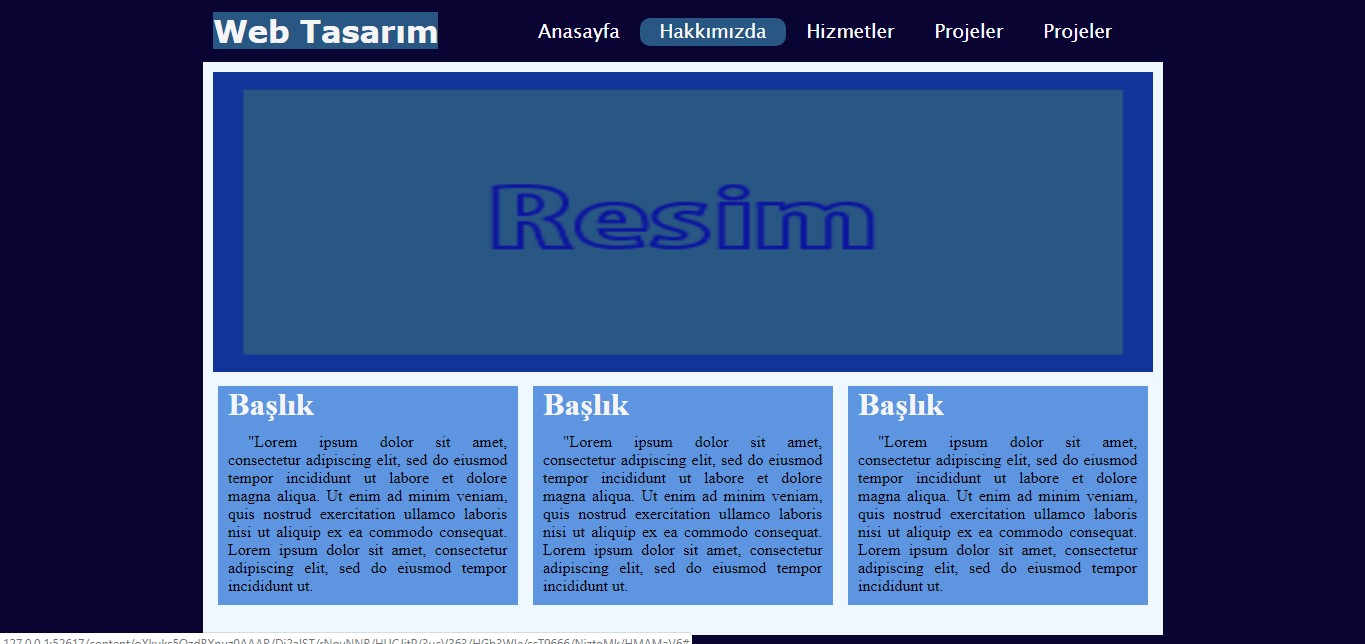 Web Tasarım
Anasayfa Hakkımızda Hizmetler Projeler Projeler
Resim
Başlık
"Lorem ipsum dolor sit amet,
consectetur adipiscing elit, sed do eiusmod
tempor incididunt ut labore et dolore
magna aliqua. Ut enim ad minim veniam,
quis nostrud exercitation ullamco laboris
nisi ut aliquip ex ea commodo consequat.
Lorem ipsum dolor sit amet, consectetur
adipiscing elit, sed do eiusmod tempor
incididunt ut.
Başlık
"Lorem ipsum dolor sit amet,
consectetur adipiscing elit, sed do eiusmod
tempor incididunt ut labore et dolore
magna aliqua. Ut enim ad minim veniam,
quis nostrud exercitation ullamco laboris
nisi ut aliquip ex ea commodo consequat.
Lorem ipsum dolor sit amet, consectetur
adipiscing elit, sed do eiusmod tempor
incididunt ut.
Başlık
"Lorem ipsum dolor sit amet,
consectetur adipiscing elit, sed do eiusmod
tempor incididunt ut labore et dolore
magna aliqua. Ut enim ad minim veniam,
quis nostrud exercitation ullamco laboris
nisi ut aliquip ex ea commodo consequat.
Lorem ipsum dolor sit amet, consectetur
adipiscing elit, sed do eiusmod tempor
incididunt ut.